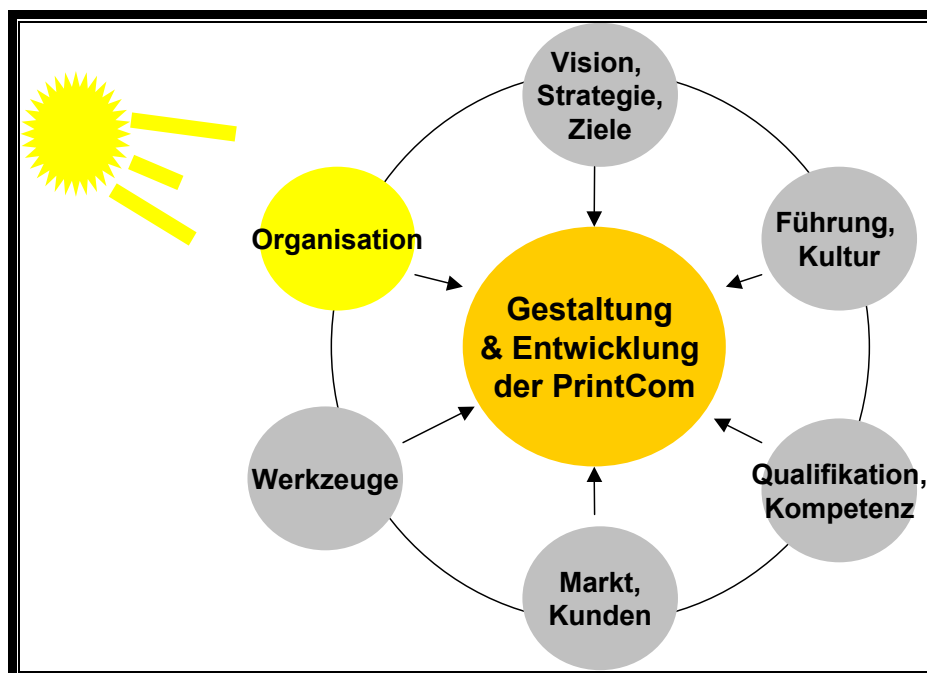 Vision,
Strategie,
Ziele
Organisation
Führung,
Kultur
Gestaltung
& Entwicklung
der PrintCom
Werkzeuge
Qualifikation,
Kompetenz
Markt,
Kunden